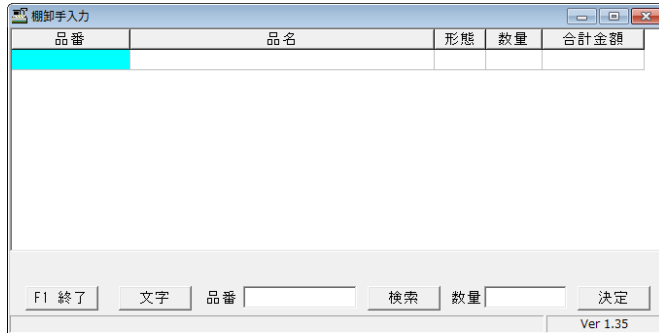 棚卸手入力
品番 品名 形態 数量 合計金額
F1 終了 文字 品番 検索 数量 決定
Ver 1.35